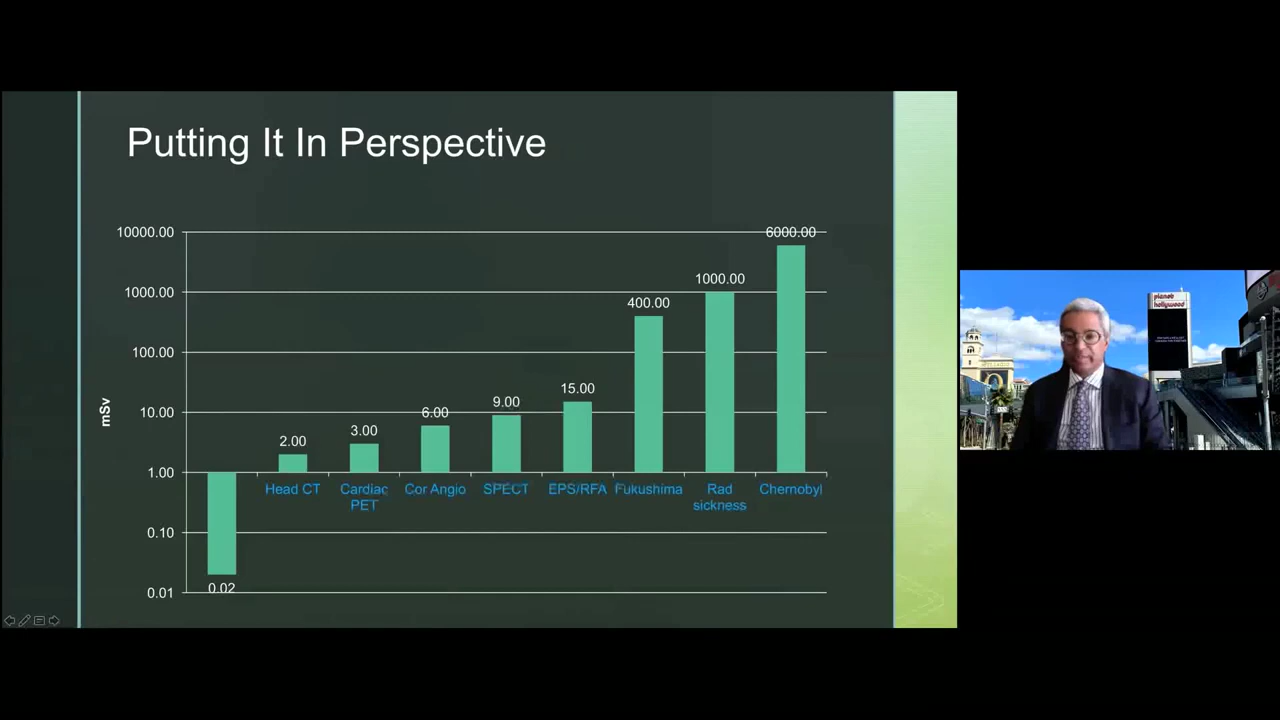 Putting It In Perspective
mSv
10000.00
1000.00
100.00
10.00
1.00
0.10
0.01
0.02
2.00
3.00
6.00
9.00
15.00
400.00
1000.00
6000.00
Head CT
Cardiac
PET
Cor Angio
SPECT
EPS/RFA
Fukushima
Rad
sickness
Chernobyl
planet
hollywood